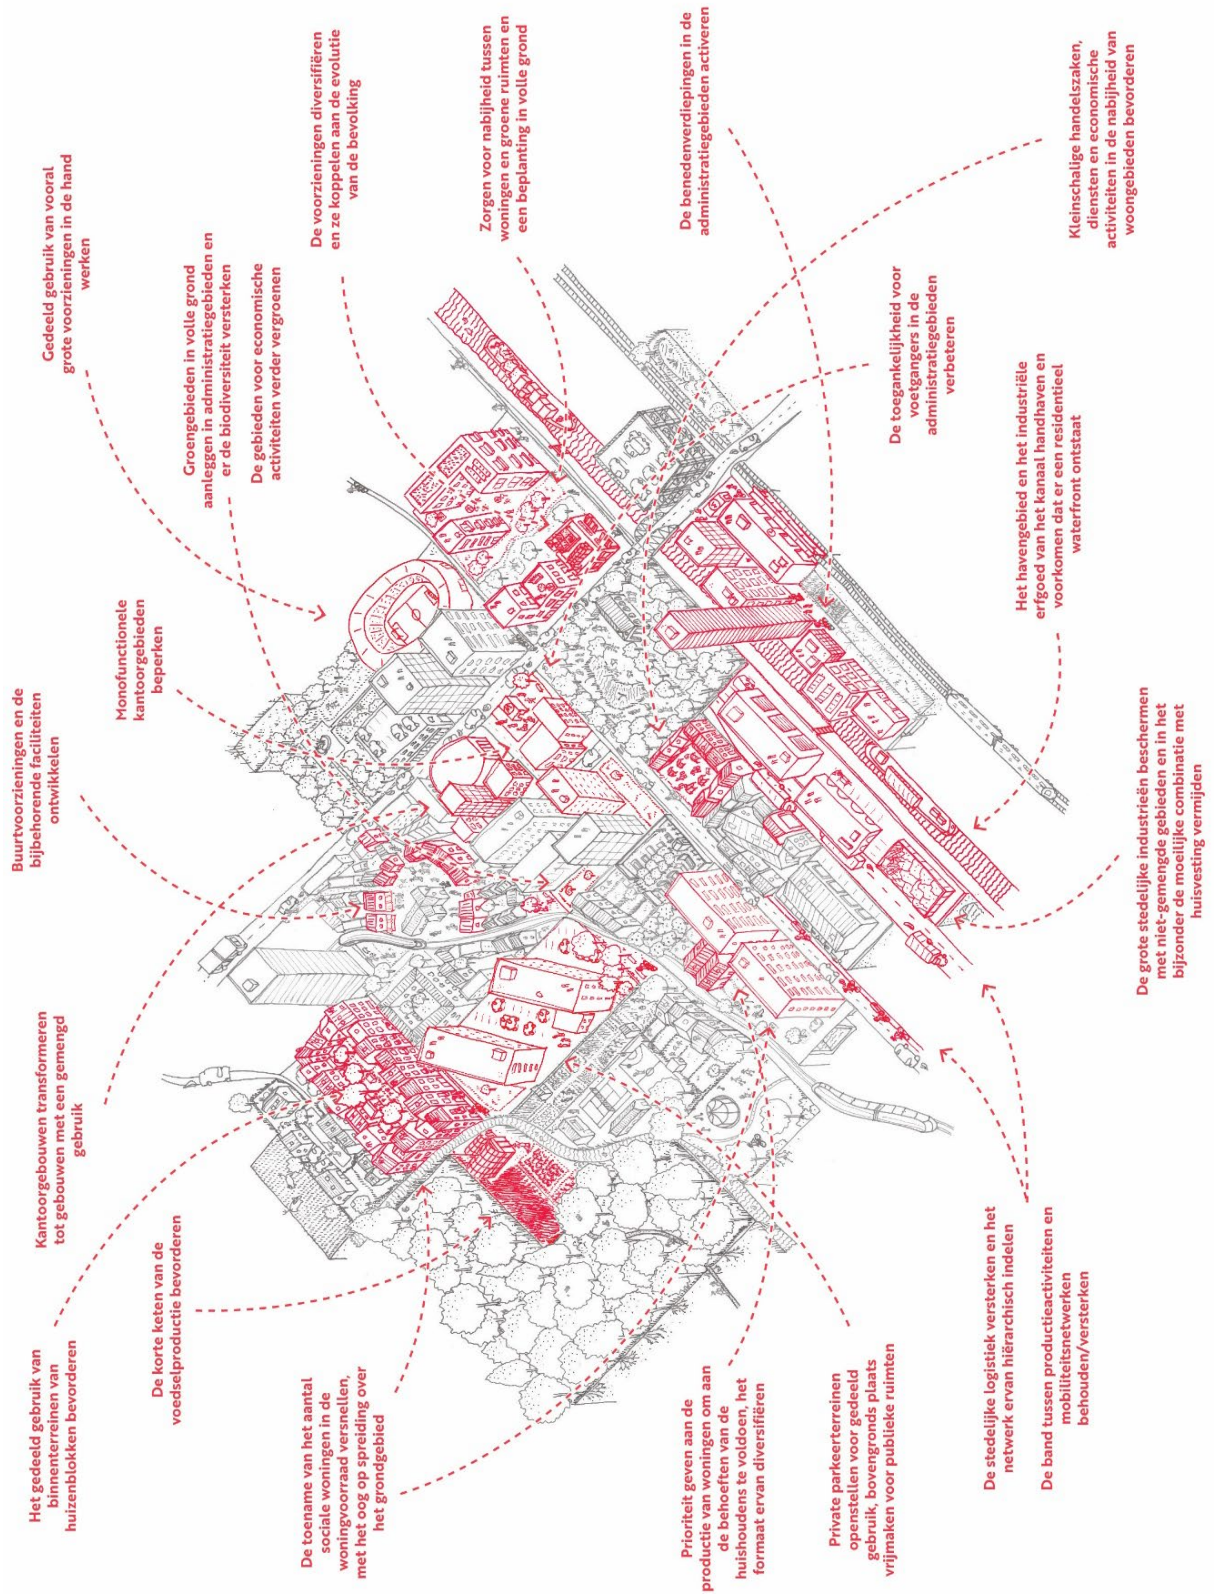 Het gedeeld gebruik van
binnenterreinen van
huizenblokken bevorderen
Kantoorgebouwen transformeren
tot gebouwen met een gemengd
gebruik
Buurtvoorzieningen en de
bijbehorende faciliteiten
ontwikkelen
Gedeeld gebruik van vooral
grote voorzieningen in de hand
werken
Monofunctionele
kantoorgebieden
beperken
Groengebieden in volle grond
aanleggen in administratiegebieden en
er de biodiversiteit versterken
De gebieden voor economische
activiteiten verder vergroenen
De voorzieningen diversifiëren
en ze koppelen aan de evolutie
van de bevolking
De korte keten van de
voedselproductie bevorderen
Zorgen voor nabijheid tussen
woningen en groene ruimten en
een beplanting in volle grond
De toename van het aantal
sociale woningen in de
woningvoorraad versnellen,
met het oog op spreiding over
het grondgebied
De benedenverdiepingen in de
administratiegebieden activeren
Prioriteit geven aan de
productie van woningen om aan
de behoeften van de
huishoudens te voldoen, het
formaat ervan diversifiëren
De toegankelijkheid voor
voetgangers in de
administratiegebieden
verbeteren
Private parkeerterreinen
openstellen voor gedeeld
gebruik, bovengronds plaats
vrijmaken voor publieke ruimten
De stedelijke logistiek versterken en het
netwerk ervan hiërarchisch indelen
De band tussen productieactiviteiten en
mobiliteitsnetwerken
behouden/versterken
Het havengebied en het industriële
erfgoed van het kanaal handhaven en
voorkomen dat er een residentieel
waterfront ontstaat
Kleinschalige handelszaken,
diensten en economische
activiteiten in de nabijheid van
woongebieden bevorderen
De grote stedelijke industrieën beschermen
met niet-gemengde gebieden en in het
bijzonder de moeilijke combinatie met
huisvesting vermijden